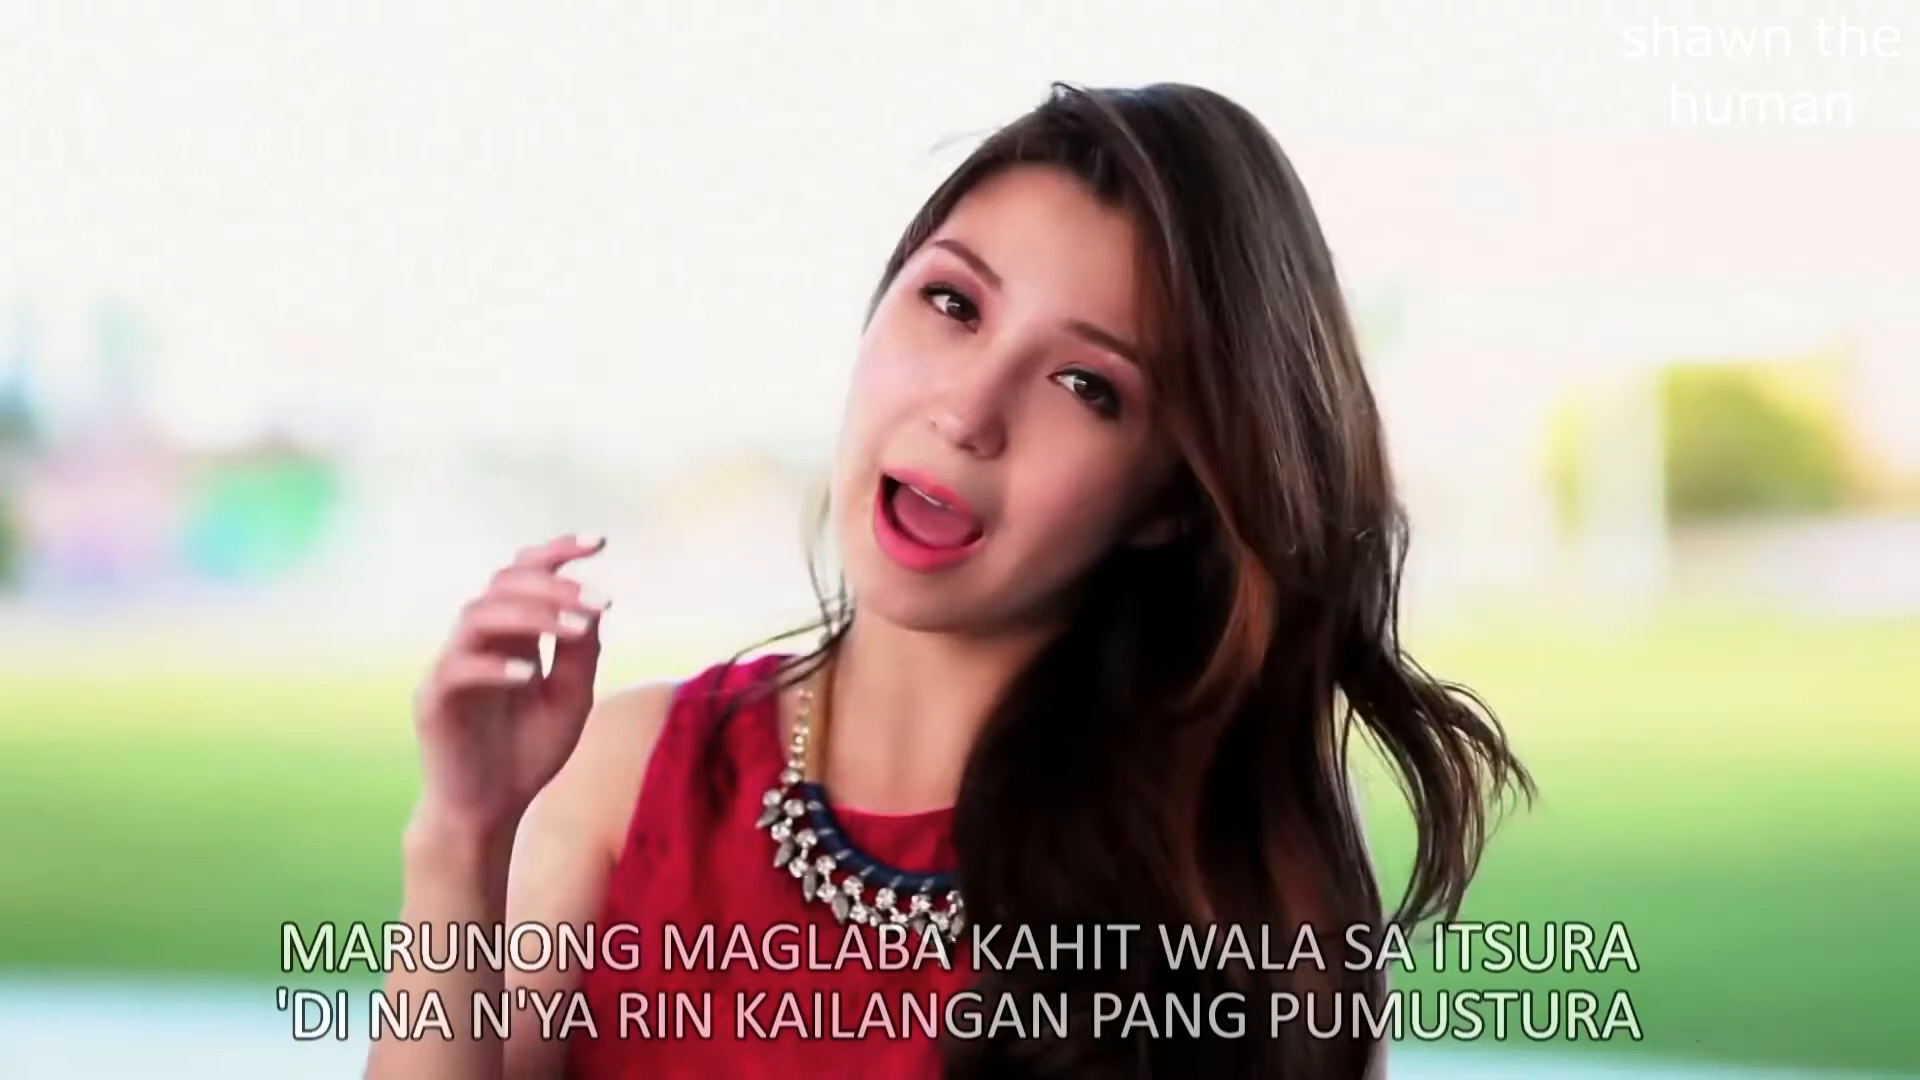 shawn the
human
MARUNONG MAGLABA KAHIT WALA SA ITSURA
'DI NA N'YA RIN KAILANGAN PANG PUMUSTURA